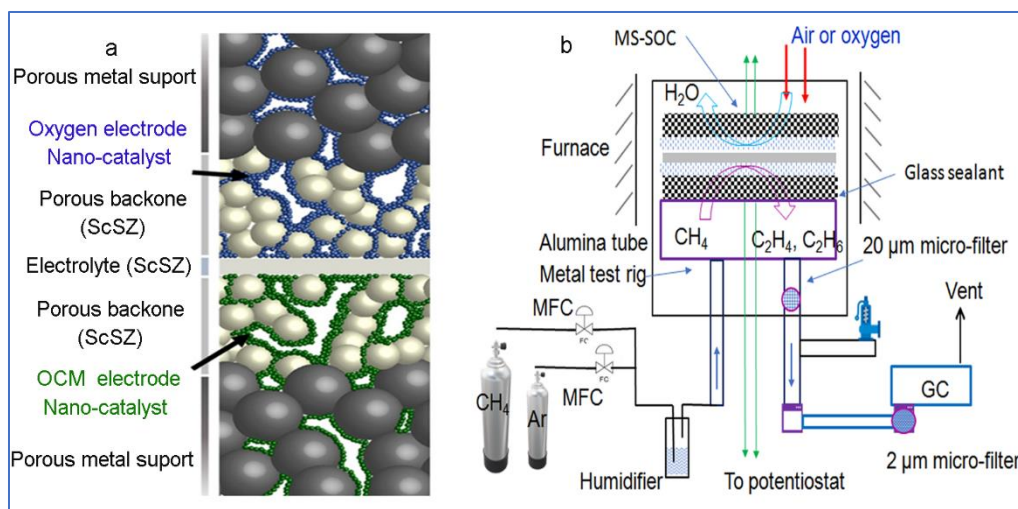 a
Porous metal suport
Oxygen electrode
Nano-catalyst
Porous backone
(ScSZ)
Electrolyte (ScSZ)
Porous backone
(ScSZ)
OCM electrode
Nano-catalyst
Porous metal suport
b
MS-SOC
Air or oxygen
H₂O
Furnace
Glass sealant
CH₄
C₂H₄, C₂H₆
Alumina tube
Metal test rig
20 µm micro-filter
MFC
FC
Vent
MFC
FC
CH₄
Ar
GC
Humidifier
To potentiostat
2 µm micro-filter